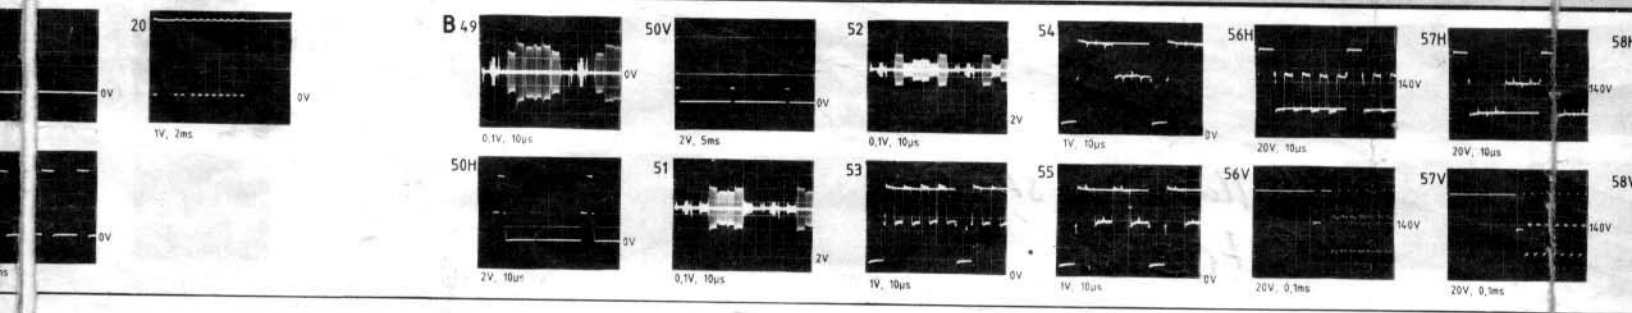 20
B 49
50V
52
54
56H
57H
58H
0V
0V
0V
0V
2V
0V
140V
140V
1V, 2ms
0,1V, 10µs
2V, 5ms
0,1V, 10µs
1V, 10µs
20V, 10µs
20V, 10µs
50H
51
53
55
56V
57V
58V
0V
0V
2V
0V
0V
140V
140V
2V, 10µs
0,1V, 10µs
1V, 10µs
1V, 10µs
20V, 0,1ms
20V, 0,1ms